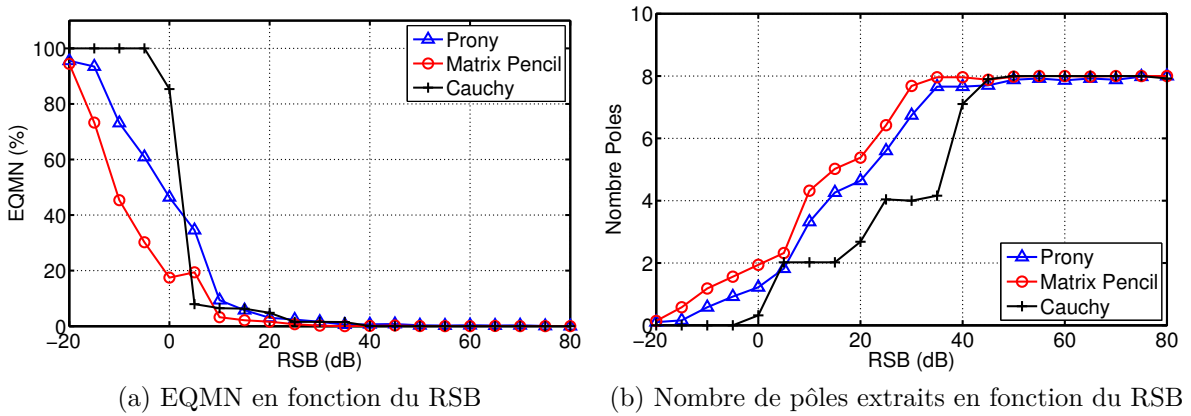 100
80
60
40
20
0
EQMN (%)
−20 0 20 40 60 80
RSB (dB)
Prony
Matrix Pencil
Cauchy
(a) EQMN en fonction du RSB
10
8
6
4
2
0
Nombre Poles
−20 0 20 40 60 80
RSB (dB)
Prony
Matrix Pencil
Cauchy
(b) Nombre de pôles extraits en fonction du RSB